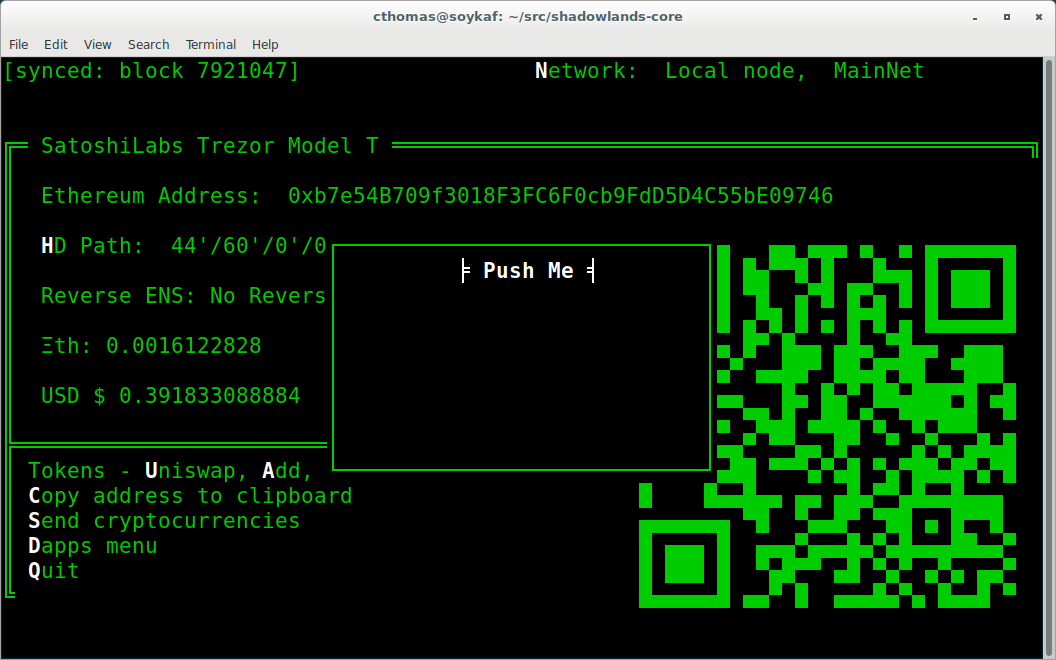 cthomas@soykaf: ~/src/shadowlands-core
File Edit View Search Terminal Help
[synced: block 7921047] Network: Local node, MainNet
SatoshiLabs Trezor Model T
Ethereum Address: 0xb7e54B709f3018F3FC6F0cb9FdD5D4C55bE09746
HD Path: 44'/60'/0'/0
Push Me
Reverse ENS: No Revers
Ξth: 0.0016122828
USD $ 0.391833088884
Tokens - Uniswap, Add,
Copy address to clipboard
Send cryptocurrencies
Dapps menu
Quit